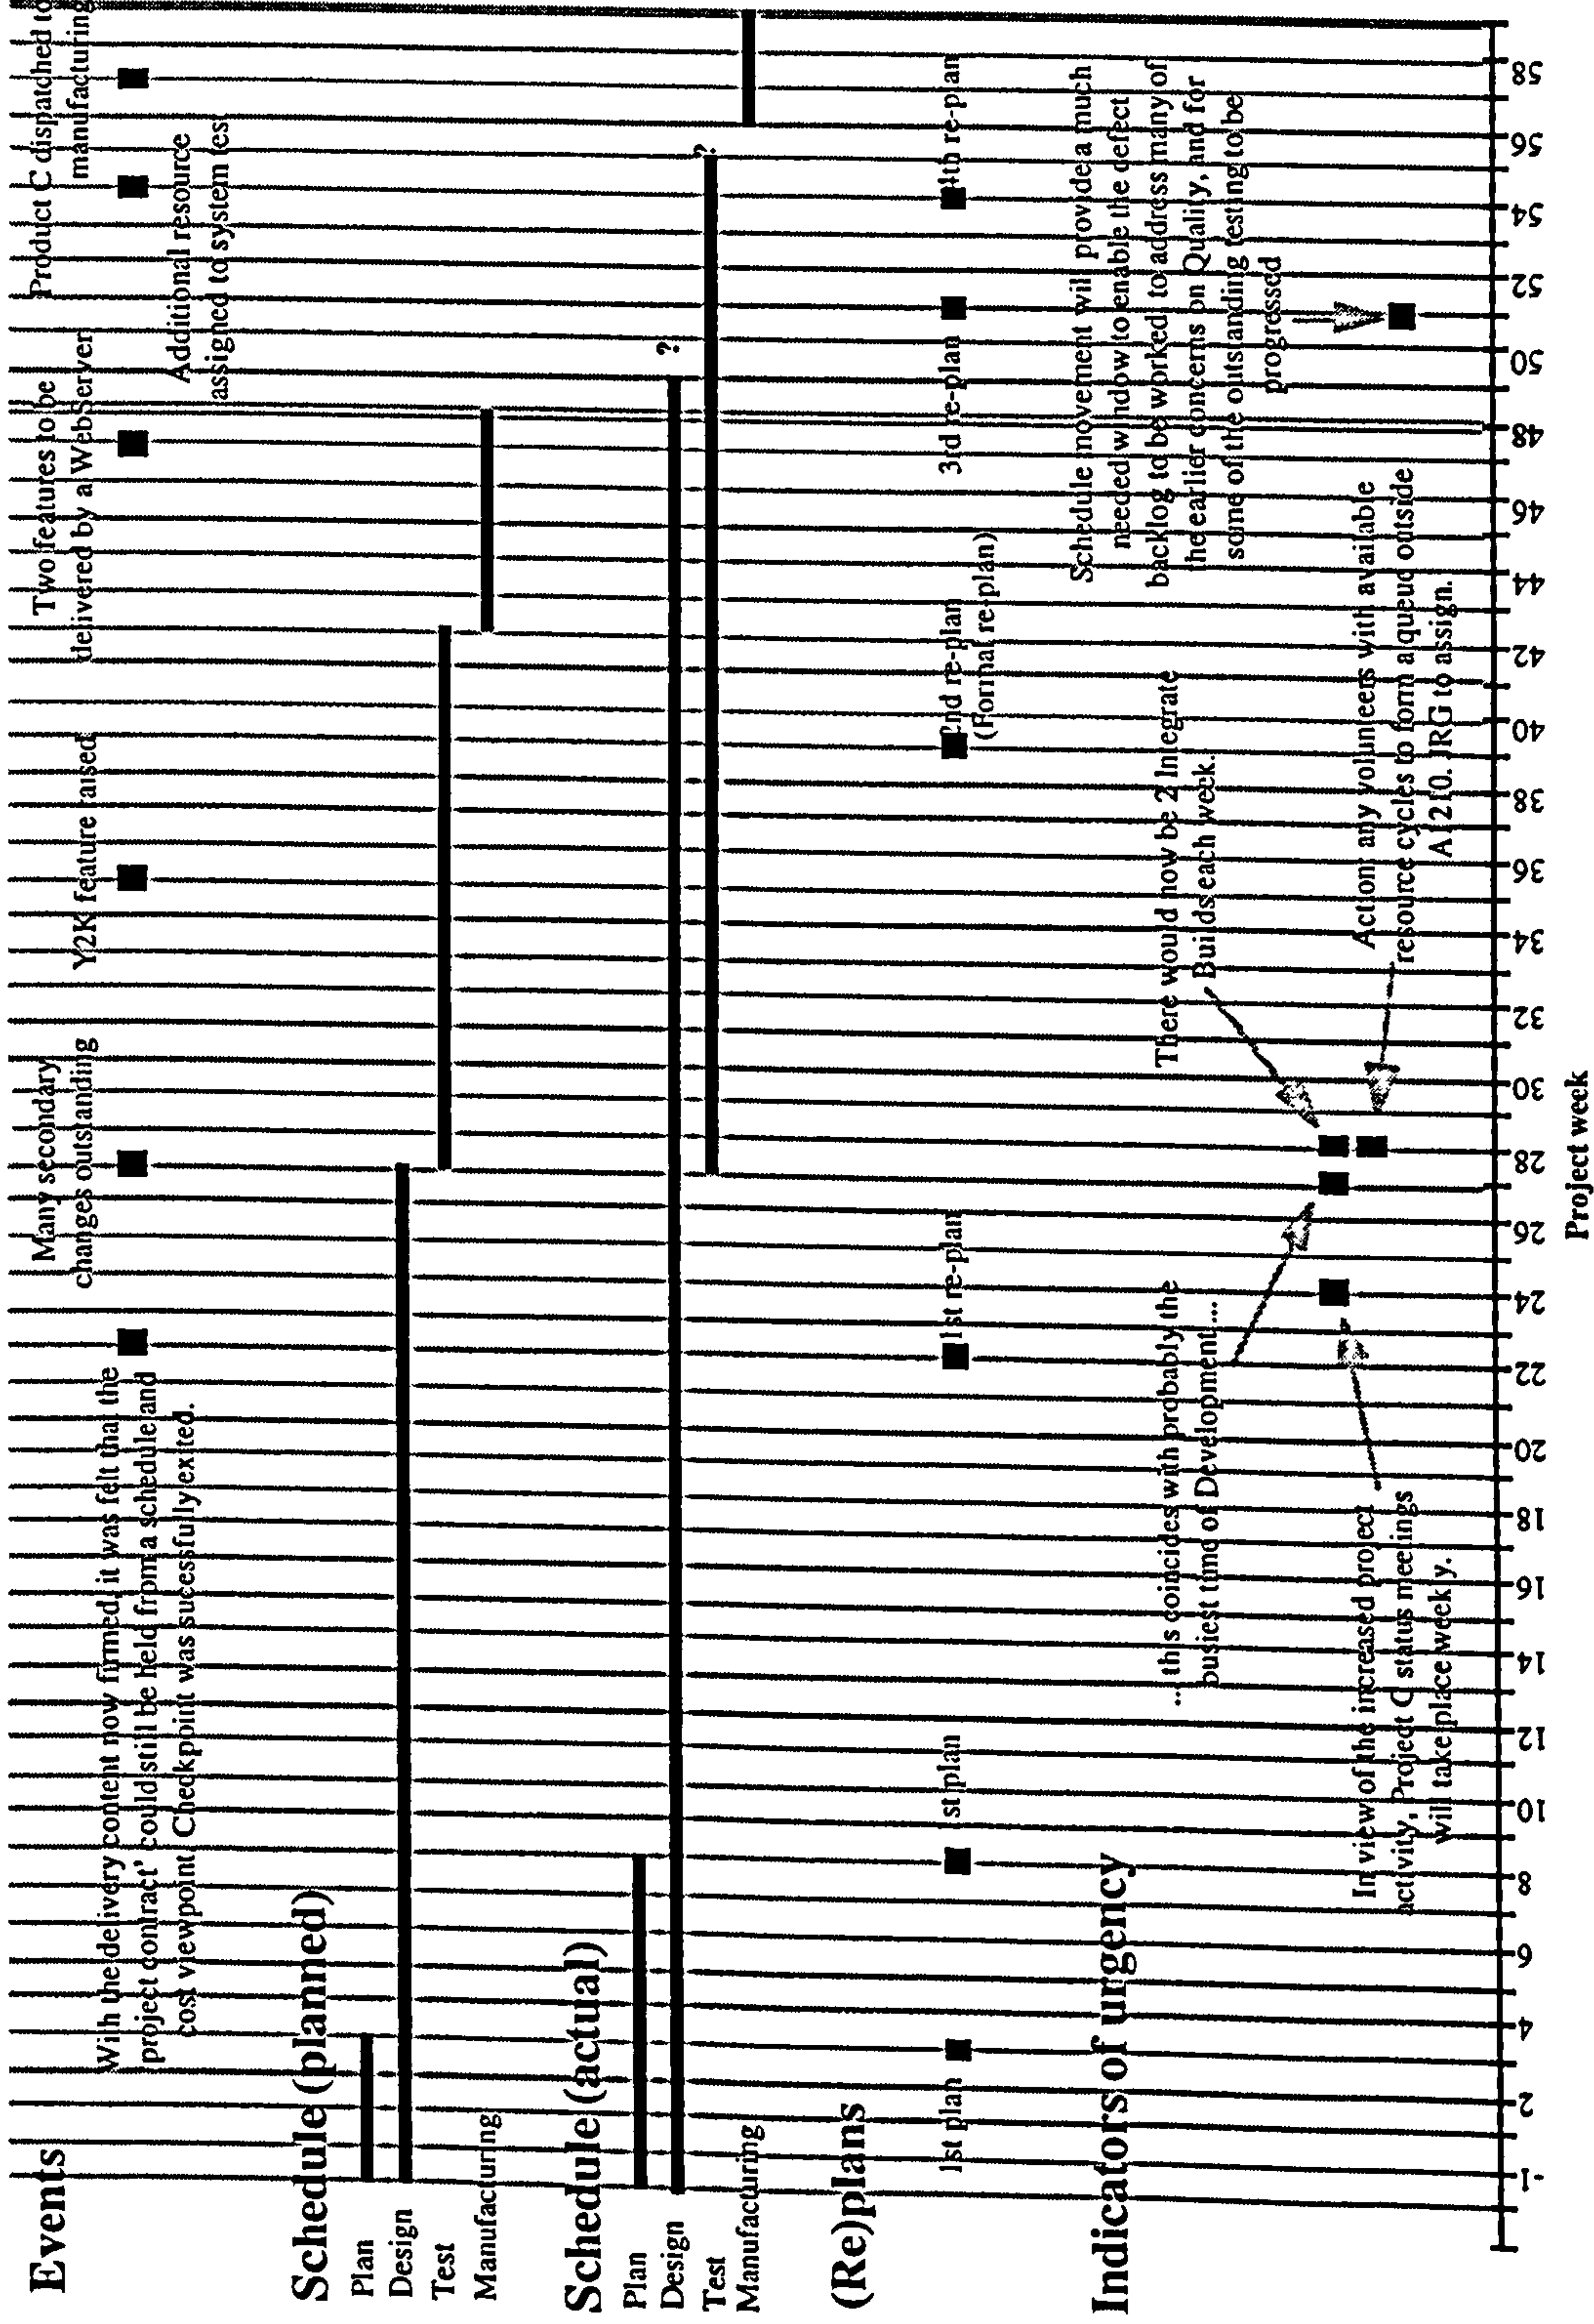 Events
With the delivery content now firmed, it was felt that the
'project contract' could still be held from a schedule and
cost viewpoint. Checkpoint was sucessfully exited.
Many secondary
changes outstanding
Y2K feature raised
Two features to be
delivered by a WebServer
Additional resource
assigned to system test
Product C dispatched to
manufacturing
Schedule (planned)
Plan
Design
Test
Manufacturing
Schedule (actual)
Plan
Design
Test
Manufacturing
?
?
(Re)plans
1st plan
1st plan
1st re-plan
2nd re-plan
(Formal re-plan)
3rd re-plan
4th re-plan
Indicators of urgency
In view of the increased project
activity, Project C status meetings
will take place weekly.
...this coincides with probably the
busiest time of Development...
There would now be 2 Integrate
Builds each week.
Action: any volunteers with available
resource cycles to form a queue outside
A1210. JRG to assign.
Schedule movement will provide a much
needed window to enable the defect
backlog to be worked to address many of
the earlier concerns on Quality, and for
some of the outstanding testing to be
progressed
-1 2 4 6 8 10 12 14 16 18 20 22 24 26 28 30 32 34 36 38 40 42 44 46 48 50 52 54 56 58
Project week